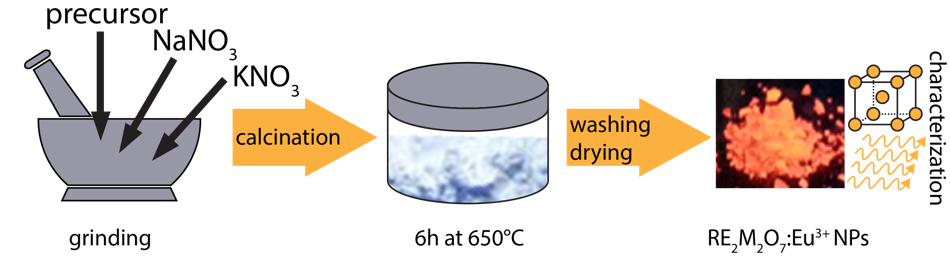 precursor
NaNO₃
KNO₃
calcination
washing
drying
characterization
grinding
6h at 650°C
RE₂M₂O₇:Eu³⁺ NPs